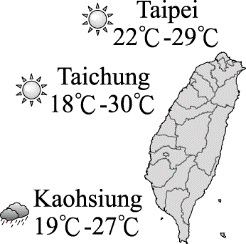 Taipei
22℃-29℃
Taichung
18℃-30℃
Kaohsiung
19℃-27℃